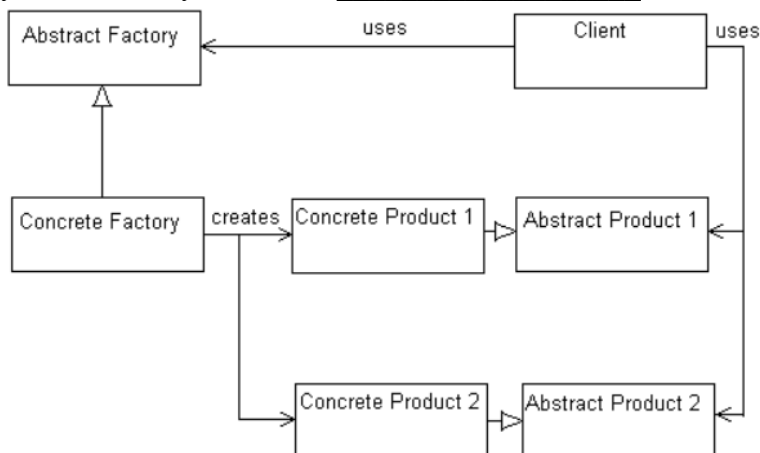 Abstract Factory
uses
Client
uses
Concrete Factory
creates
Concrete Product 1
Abstract Product 1
Concrete Product 2
Abstract Product 2